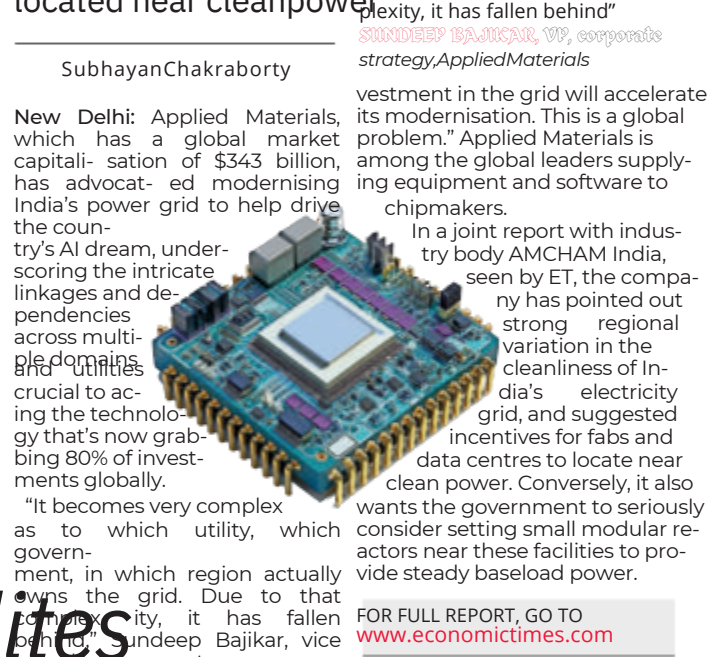 located near cleanpower
SubhayanChakraborty
New Delhi: Applied Materials,
which has a global market
capitali- sation of $343 billion,
has advocat- ed modernising
India's power grid to help drive
the coun-
try's AI dream, under-
scoring the intricate
linkages and de-
pendencies
across multi-
ple domains
and utilities
crucial to ac-
ing the technolo-
gy that's now grab-
bing 80% of invest-
ments globally.
"It becomes very complex
as to which utility, which
govern-
ment, in which region actually
owns the grid. Due to that
complex- ity, it has fallen
behind," Sundeep Bajikar, vice
plexity, it has fallen behind"
SUNDEEP BAJIKAR, VP, corporate
strategy,AppliedMaterials
vestment in the grid will accelerate
its modernisation. This is a global
problem." Applied Materials is
among the global leaders supply-
ing equipment and software to
chipmakers.
In a joint report with indus-
try body AMCHAM India,
seen by ET, the compa-
ny has pointed out
strong regional
variation in the
cleanliness of In-
dia's electricity
grid, and suggested
incentives for fabs and
data centres to locate near
clean power. Conversely, it also
wants the government to seriously
consider setting small modular re-
actors near these facilities to pro-
vide steady baseload power.
FOR FULL REPORT, GO TO
www.economictimes.com
lites